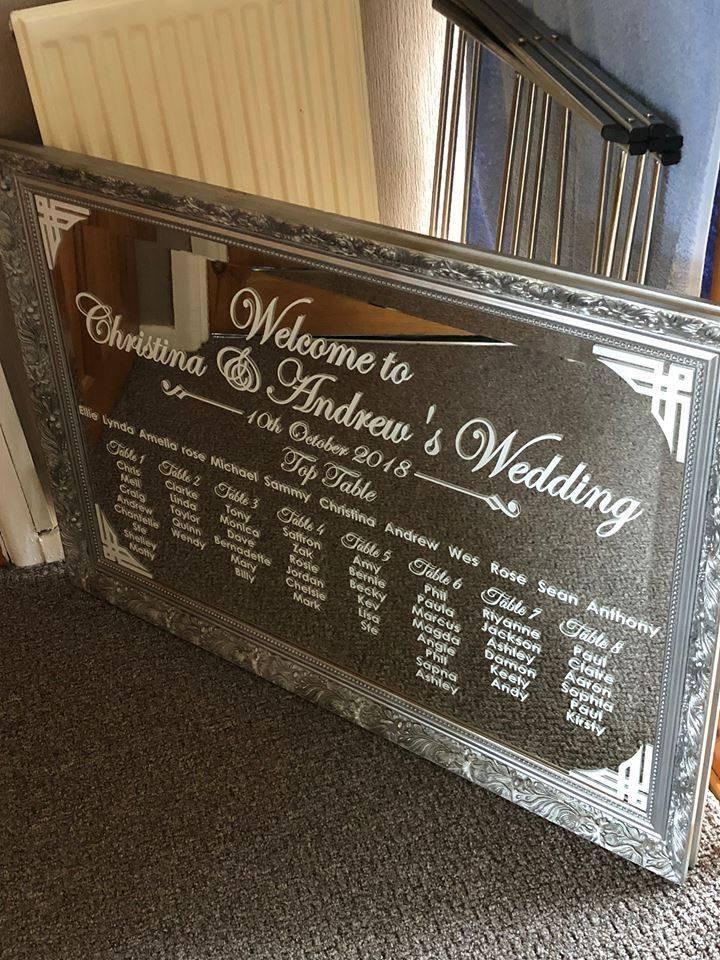 Welcome to
Christina & Andrew's Wedding
10th October 2018
Top Table
Ellie Lynda Amelia rose Michael Sammy Christina Andrew Wes Rose Sean Anthony
Table 1
Chris
Mell
Craig
Andrew
Chantelle
Ste
Shelley
Matty
Table 2
Clarke
Linda
Taylor
Quinn
Wendy
Table 3
Tony
Monica
Dave
Bernadette
Mary
Billy
Table 4
Saffron
Zak
Rosie
Jordan
Chelsie
Mark
Table 5
Amy
Bernie
Becky
Kev
Lisa
Ste
Table 6
Phil
Paula
Marcus
Magda
Angie
Phil
Sapna
Ashley
Table 7
Riyanne
Jackson
Ashley
Damon
Keely
Andy
Table 8
Paul
Claire
Aaron
Sophia
Paul
Kirsty